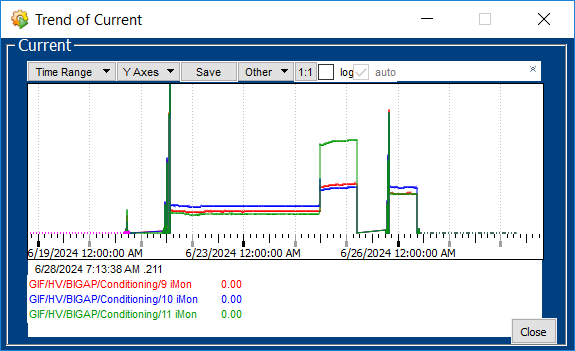 Trend of Current
Current
Time Range Y Axes Save Other 1:1 log auto
6/19/2024 12:00:00 AM 6/23/2024 12:00:00 AM 6/26/2024 12:00:00 AM
6/28/2024 7:13:38 AM .211
GIF/HV/BIGAP/Conditioning/9 iMon 0.00
GIF/HV/BIGAP/Conditioning/10 iMon 0.00
GIF/HV/BIGAP/Conditioning/11 iMon 0.00
Close